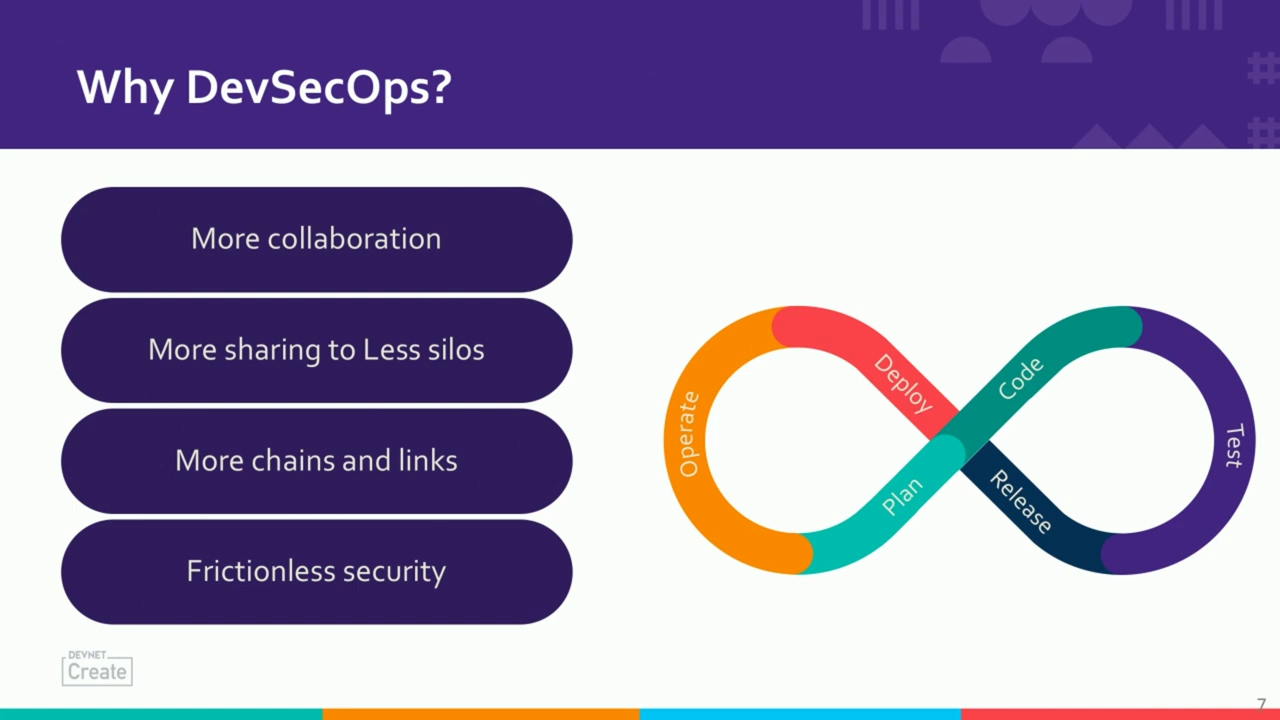 Why DevSecOps?
More collaboration
More sharing to Less silos
More chains and links
Frictionless security
Operate
Deploy
Code
Plan
Release
Test
DEVNET
Create
7